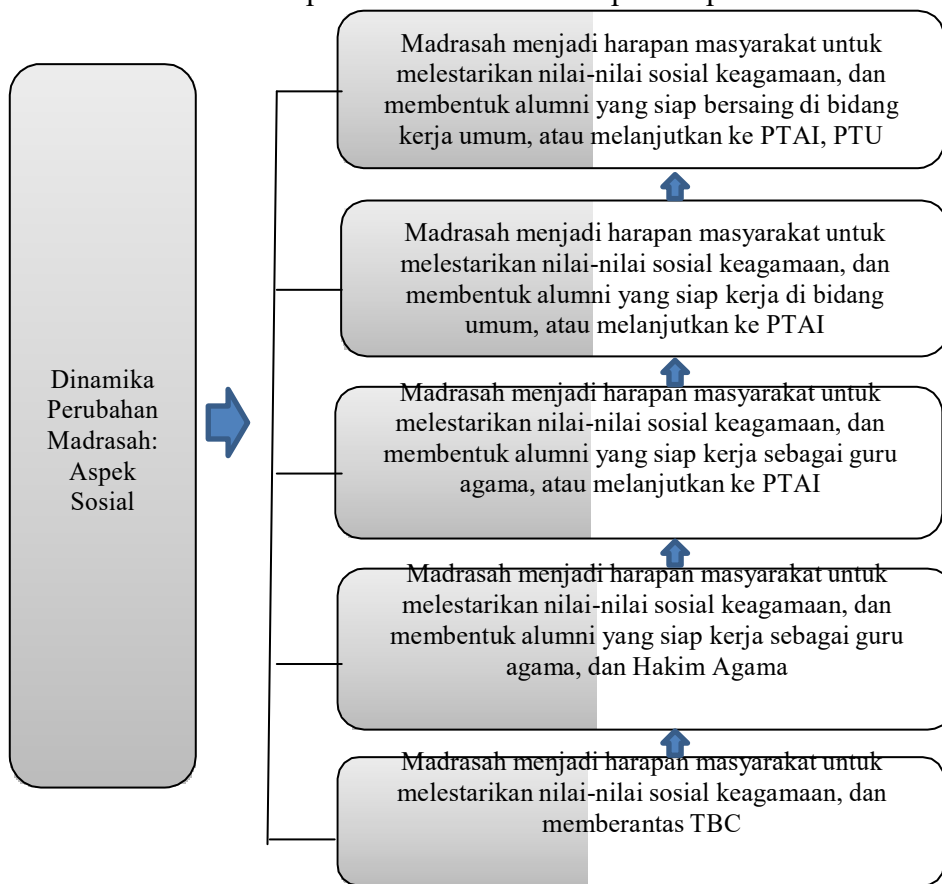 Madrasah menjadi harapan masyarakat untuk
melestarikan nilai-nilai sosial keagamaan, dan
membentuk alumni yang siap bersaing di bidang
kerja umum, atau melanjutkan ke PTAI, PTU
Madrasah menjadi harapan masyarakat untuk
melestarikan nilai-nilai sosial keagamaan, dan
membentuk alumni yang siap kerja di bidang
umum, atau melanjutkan ke PTAI
Dinamika
Perubahan
Madrasah:
Aspek
Sosial
Madrasah menjadi harapan masyarakat untuk
melestarikan nilai-nilai sosial keagamaan, dan
membentuk alumni yang siap kerja sebagai guru
agama, atau melanjutkan ke PTAI
Madrasah menjadi harapan masyarakat untuk
melestarikan nilai-nilai sosial keagamaan, dan
membentuk alumni yang siap kerja sebagai guru
agama, dan Hakim Agama
Madrasah menjadi harapan masyarakat untuk
melestarikan nilai-nilai sosial keagamaan, dan
memberantas TBC